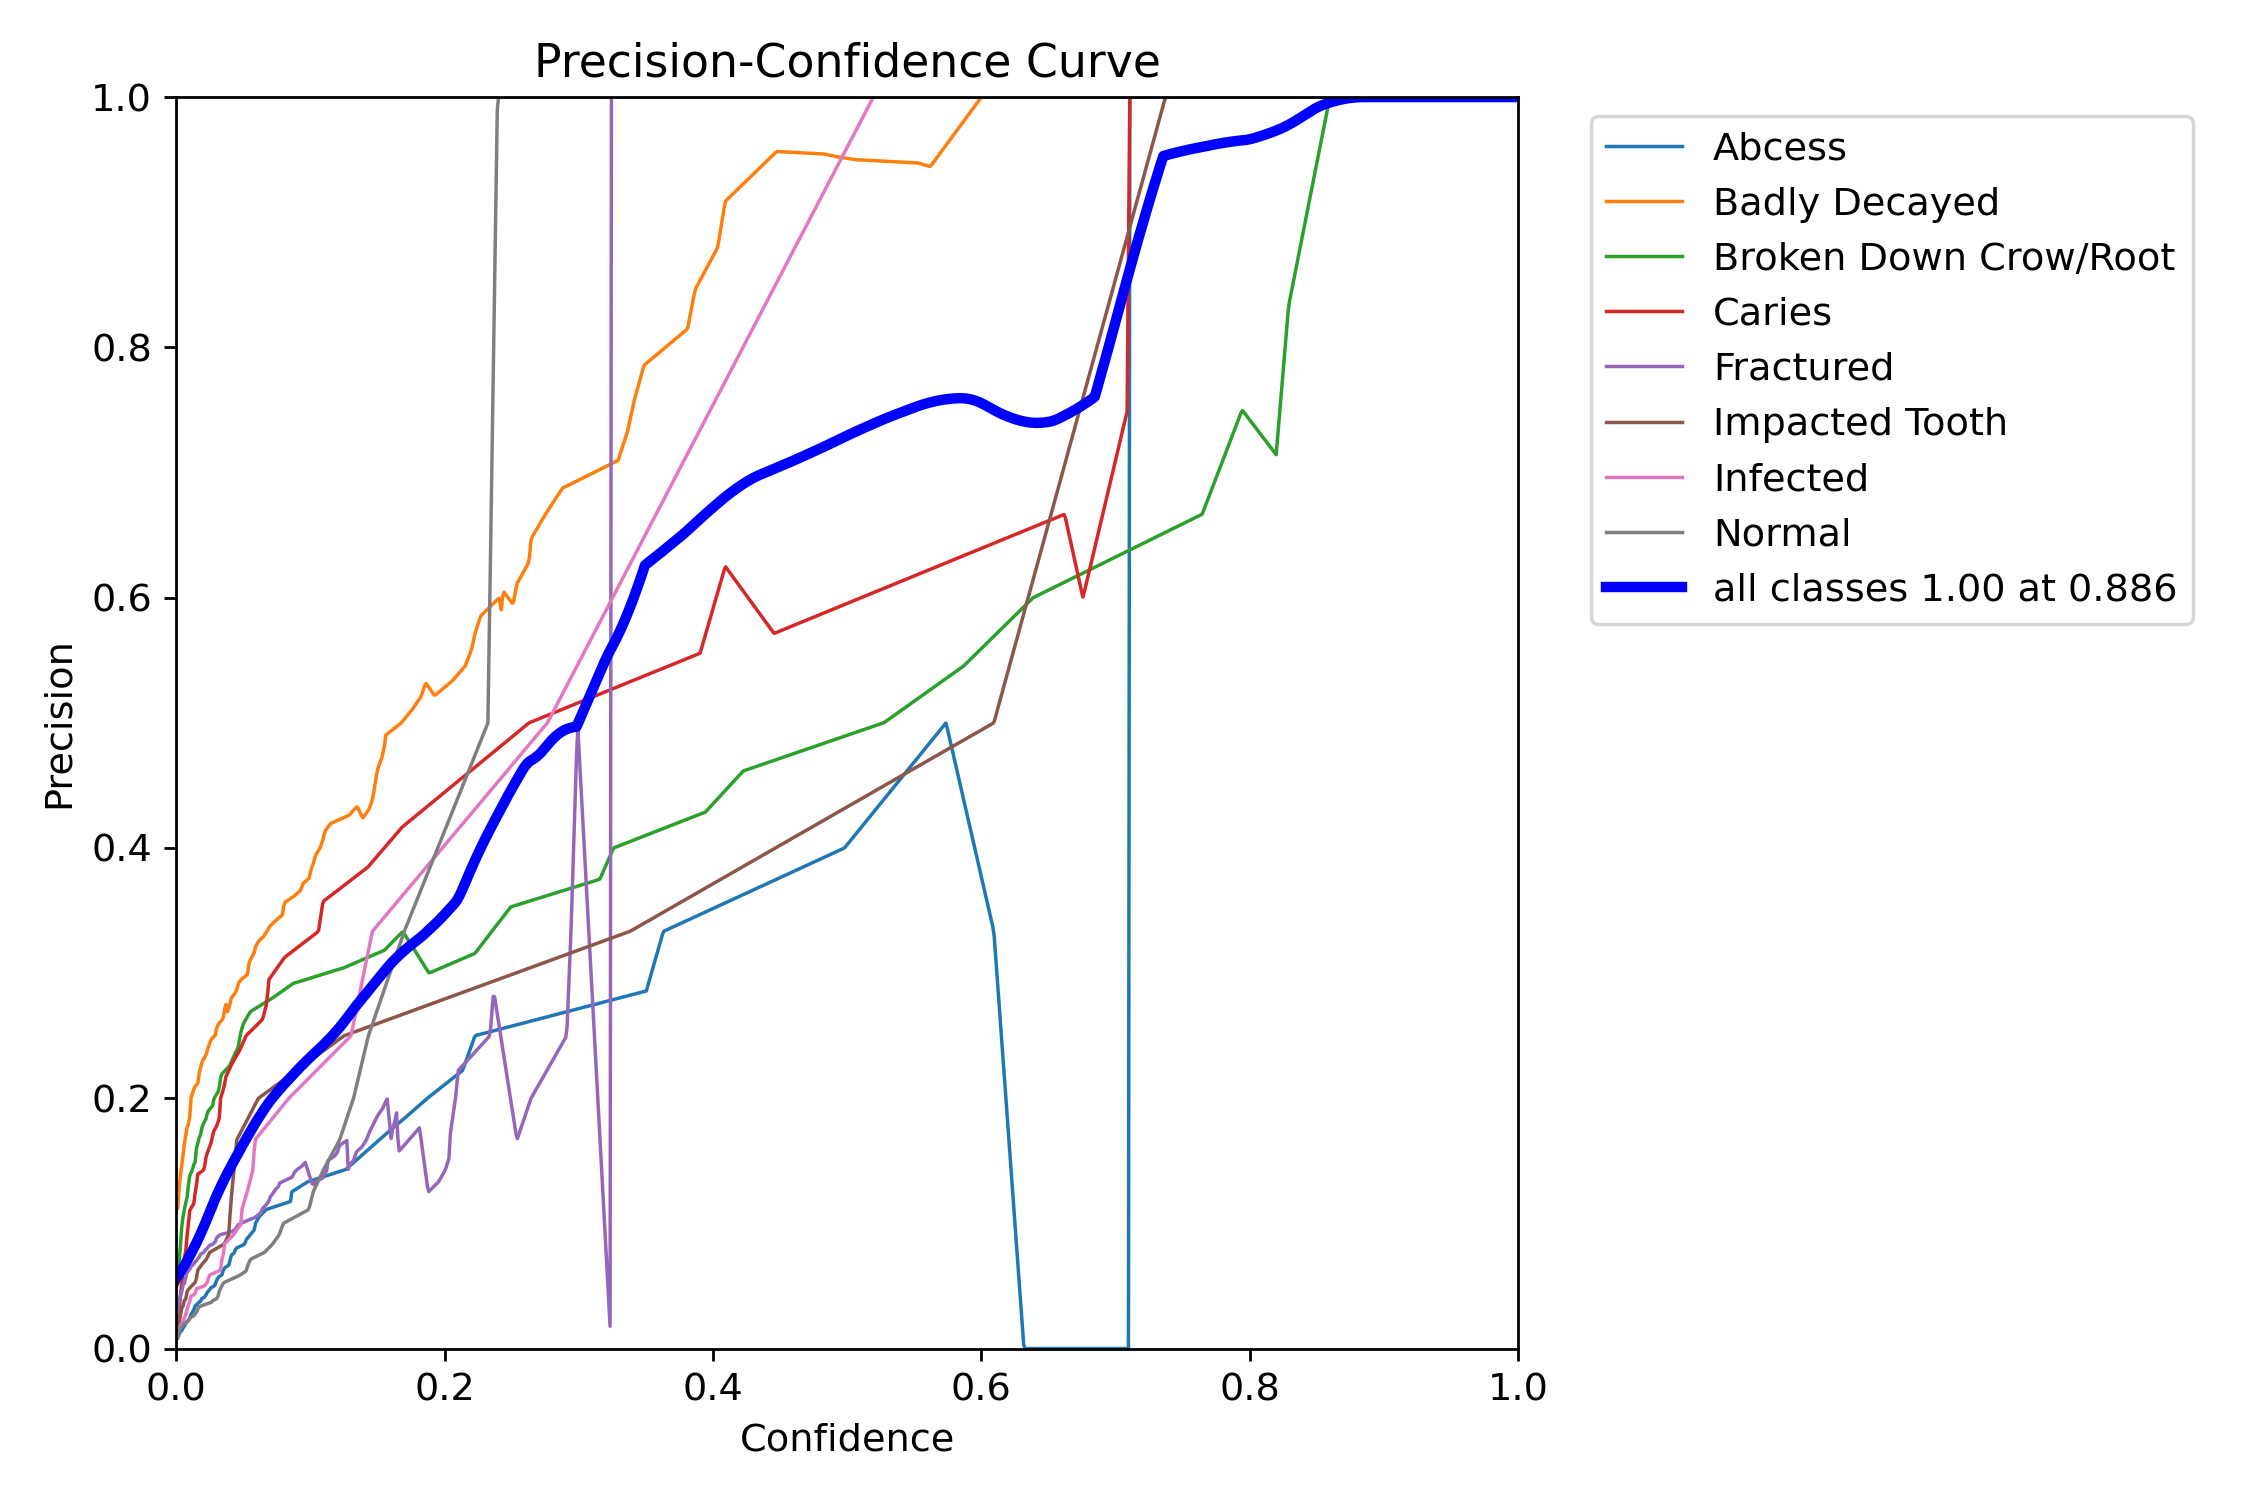 Precision-Confidence Curve
1.0
0.8
0.6
0.4
0.2
0.0
Precision
0.0 0.2 0.4 0.6 0.8 1.0
Confidence
Abcess
Badly Decayed
Broken Down Crow/Root
Caries
Fractured
Impacted Tooth
Infected
Normal
all classes 1.00 at 0.886